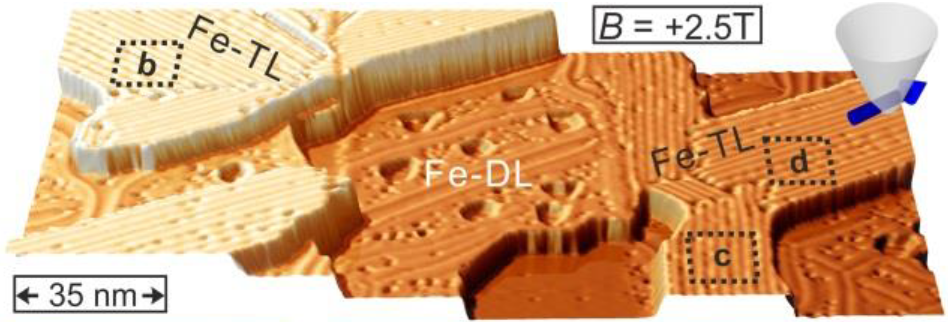 Fe-TL
b
B = +2.5T
Fe-DL
Fe-TL
d
c
35 nm